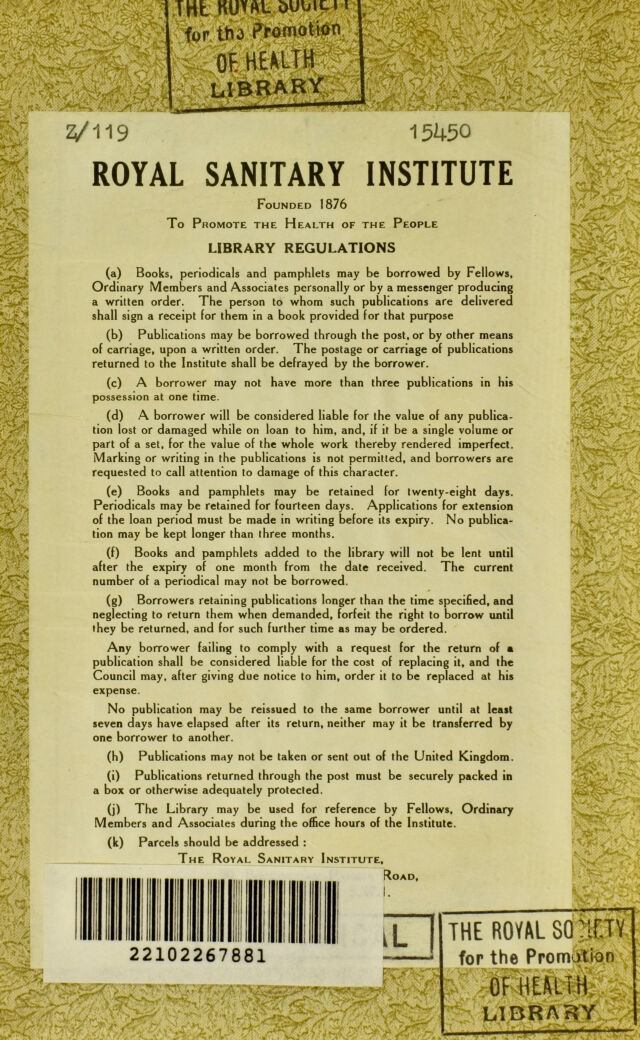 THE ROYAL SOCIETY
for the Promotion
OF HEALTH
LIBRARY
Z/119 15450
ROYAL SANITARY INSTITUTE
FOUNDED 1876
TO PROMOTE THE HEALTH OF THE PEOPLE
LIBRARY REGULATIONS
(a) Books, periodicals and pamphlets may be borrowed by Fellows,
Ordinary Members and Associates personally or by a messenger producing
a written order. The person to whom such publications are delivered
shall sign a receipt for them in a book provided for that purpose
(b) Publications may be borrowed through the post, or by other means
of carriage, upon a written order. The postage or carriage of publications
returned to the Institute shall be defrayed by the borrower.
(c) A borrower may not have more than three publications in his
possession at one time.
(d) A borrower will be considered liable for the value of any publica-
tion lost or damaged while on loan to him, and, if it be a single volume or
part of a set, for the value of the whole work thereby rendered imperfect.
Marking or writing in the publications is not permitted, and borrowers are
requested to call attention to damage of this character.
(e) Books and pamphlets may be retained for twenty-eight days.
Periodicals may be retained for fourteen days. Applications for extension
of the loan period must be made in writing before its expiry. No publica-
tion may be kept longer than three months.
(f) Books and pamphlets added to the library will not be lent until
after the expiry of one month from the date received. The current
number of a periodical may not be borrowed.
(g) Borrowers retaining publications longer than the time specified, and
neglecting to return them when demanded, forfeit the right to borrow until
they be returned, and for such further time as may be ordered.
Any borrower failing to comply with a request for the return of a
publication shall be considered liable for the cost of replacing it, and the
Council may, after giving due notice to him, order it to be replaced at his
expense.
No publication may be reissued to the same borrower until at least
seven days have elapsed after its return, neither may it be transferred by
one borrower to another.
(h) Publications may not be taken or sent out of the United Kingdom.
(i) Publications returned through the post must be securely packed in
a box or otherwise adequately protected.
(j) The Library may be used for reference by Fellows, Ordinary
Members and Associates during the office hours of the Institute.
(k) Parcels should be addressed :
THE ROYAL SANITARY INSTITUTE,
ROAD,
22102267881
THE ROYAL SOCIETY
for the Promotion
OF HEALTH
LIBRARY